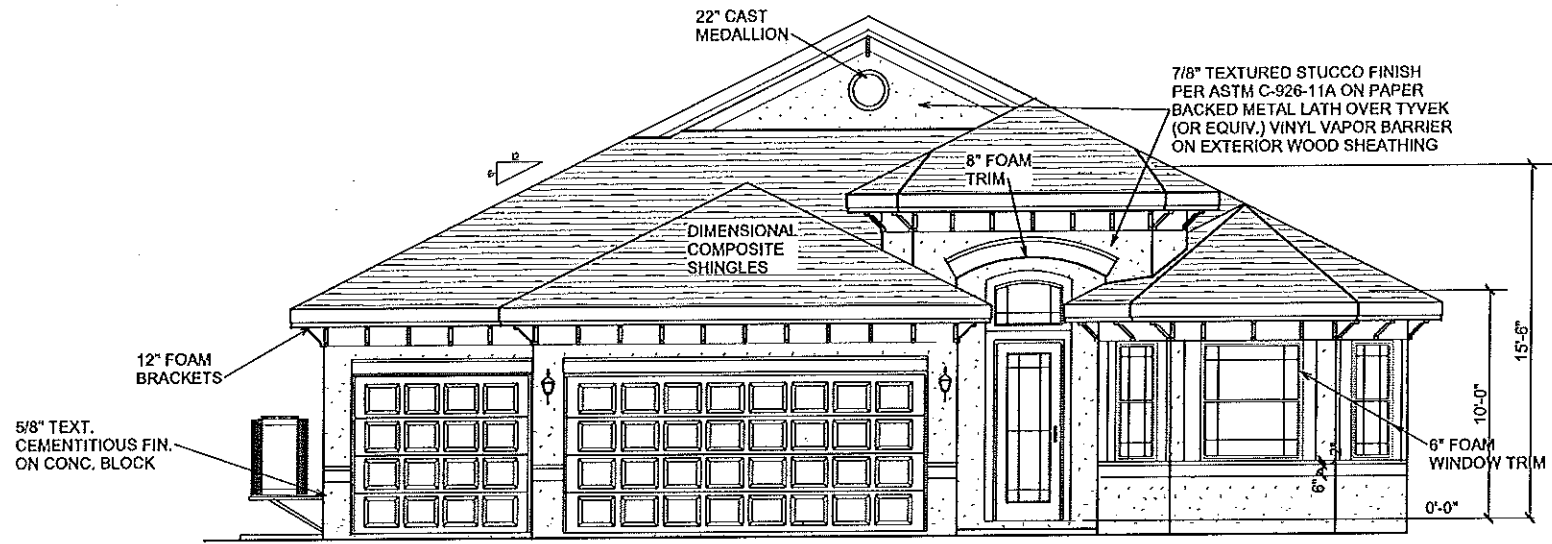 22" CAST
MEDALLION
7/8" TEXTURED STUCCO FINISH
PER ASTM C-926-11A ON PAPER
BACKED METAL LATH OVER TYVEK
(OR EQUIV.) VINYL VAPOR BARRIER
ON EXTERIOR WOOD SHEATHING
12
6
8" FOAM
TRIM
DIMENSIONAL
COMPOSITE
SHINGLES
15'-6"
10'-0"
12" FOAM
BRACKETS
5/8" TEXT.
CEMENTITIOUS FIN.
ON CONC. BLOCK
6" FOAM
WINDOW TRIM
2"
6"
0'-0"